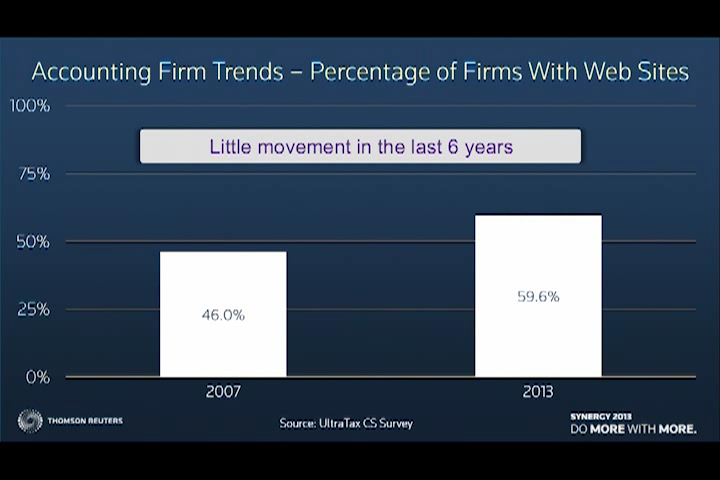 Accounting Firm Trends – Percentage of Firms With Web Sites
100%
Little movement in the last 6 years
75%
50%
59.6%
25%
46.0%
0%
2007
2013
THOMSON REUTERS
Source: UltraTax CS Survey
SYNERGY 2013
DO MORE WITH MORE.